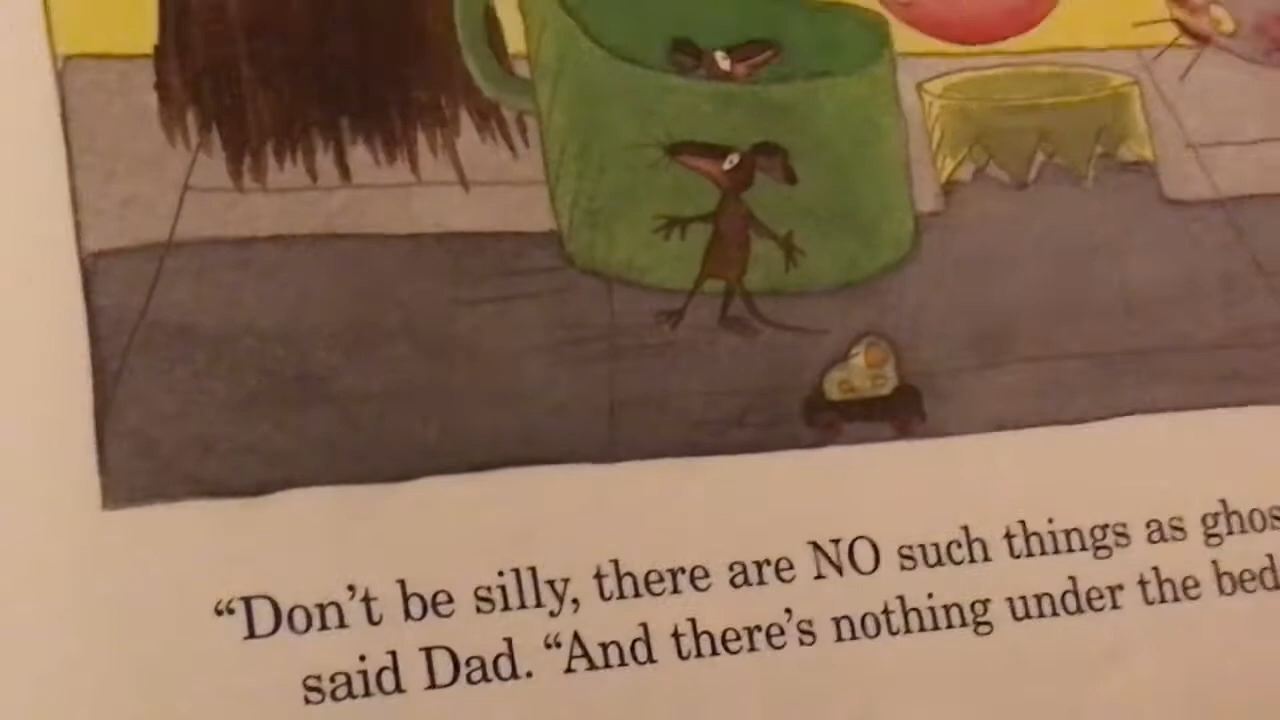 “Don’t be silly, there are NO such things as
said Dad. “And there’s nothing under the bed